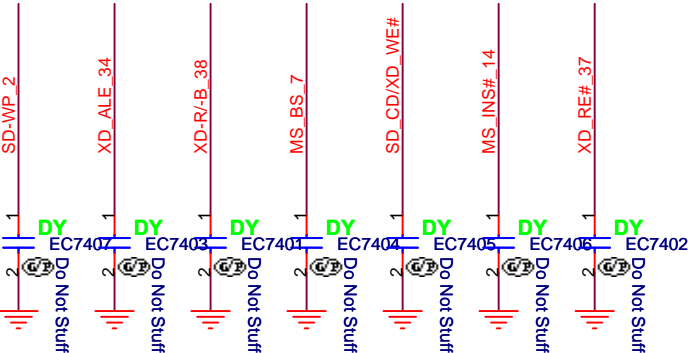 SD-WP_2
XD_ALE_34
XD-R/-B_38
MS_BS_7
SD_CD/XD_WE#
MS_INS#_14
XD_RE#_37
1
1
1
1
1
1
1
DY
DY
DY
DY
DY
DY
DY
EC7407
EC7403
EC7401
EC7404
EC7405
EC7406
EC7402
2
2
2
2
2
2
2
G/P
G/P
G/P
G/P
G/P
G/P
G/P
Do Not Stuff
Do Not Stuff
Do Not Stuff
Do Not Stuff
Do Not Stuff
Do Not Stuff
Do Not Stuff